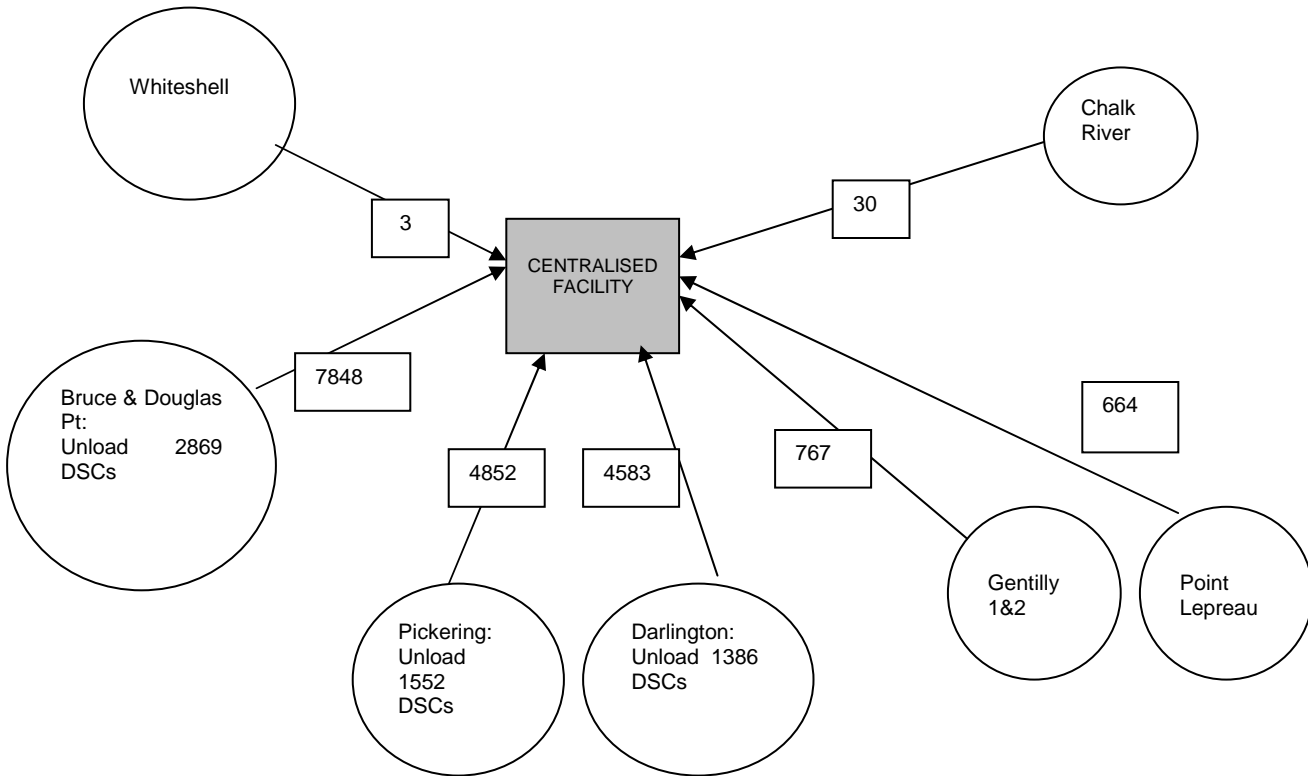 Whiteshell
Chalk
River
3
30
CENTRALISED
FACILITY
7848
664
Bruce & Douglas
Pt:
Unload 2869
DSCs
4852
4583
767
Gentilly
1&2
Point
Lepreau
Pickering:
Unload
1552
DSCs
Darlington:
Unload 1386
DSCs